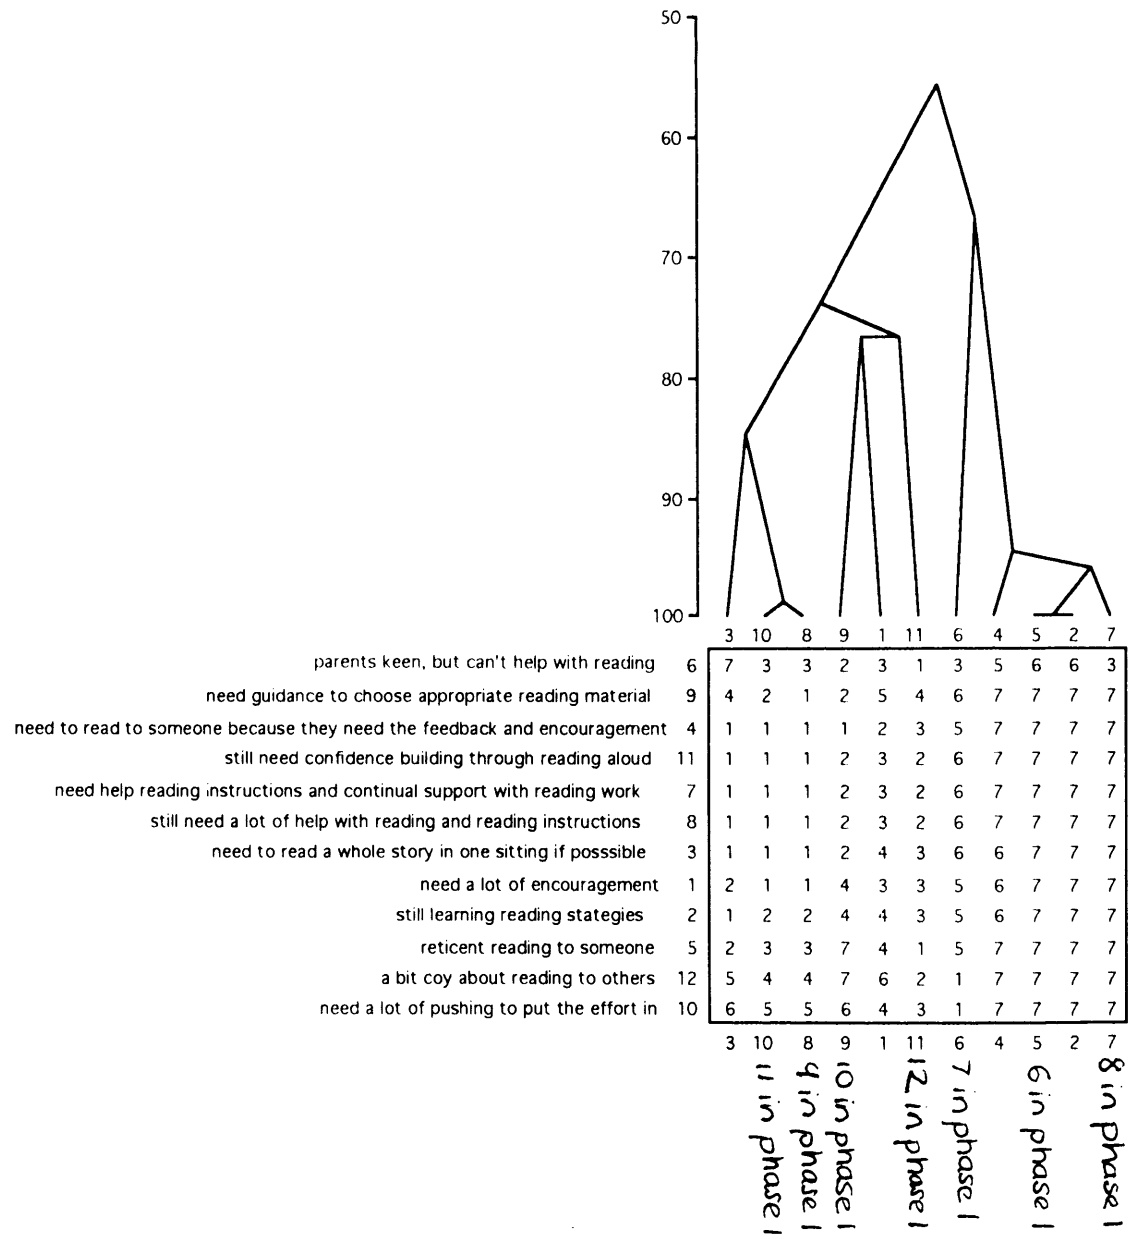 50
60
70
80
90
100
3 10 8 9 1 11 6 4 5 2 7
parents keen, but can't help with reading 6 7 3 3 2 3 1 3 5 6 6 3
need guidance to choose appropriate reading material 9 4 2 1 2 5 4 6 7 7 7 7
need to read to someone because they need the feedback and encouragement 4 1 1 1 1 2 3 5 7 7 7 7
still need confidence building through reading aloud 11 1 1 1 2 3 2 6 7 7 7 7
need help reading instructions and continual support with reading work 7 1 1 1 2 3 2 6 7 7 7 7
still need a lot of help with reading and reading instructions 8 1 1 1 2 3 2 6 7 7 7 7
need to read a whole story in one sitting if posssible 3 1 1 1 2 4 3 6 6 7 7 7
need a lot of encouragement 1 2 1 1 4 3 3 5 6 7 7 7
still learning reading stategies 2 1 2 2 4 4 3 5 6 7 7 7
reticent reading to someone 5 2 3 3 7 4 1 5 7 7 7 7
a bit coy about reading to others 12 5 4 4 7 6 2 1 7 7 7 7
need a lot of pushing to put the effort in 10 6 5 5 6 4 3 1 7 7 7 7
3 10 8 9 1 11 6 4 5 2 7
11 in phase 1
9 in phase 1
10 in phase 1
12 in phase 1
7 in phase 1
6 in phase 1
8 in phase 1